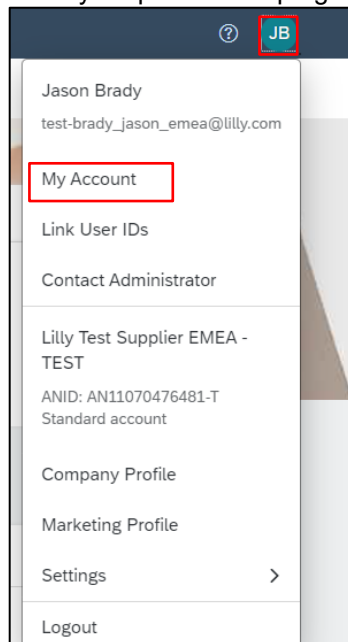 JB
Jason Brady
test-brady_jason_emea@lilly.com
My Account
Link User IDs
Contact Administrator
Lilly Test Supplier EMEA -
TEST
ANID: AN11070476481-T
Standard account
Company Profile
Marketing Profile
Settings
Logout